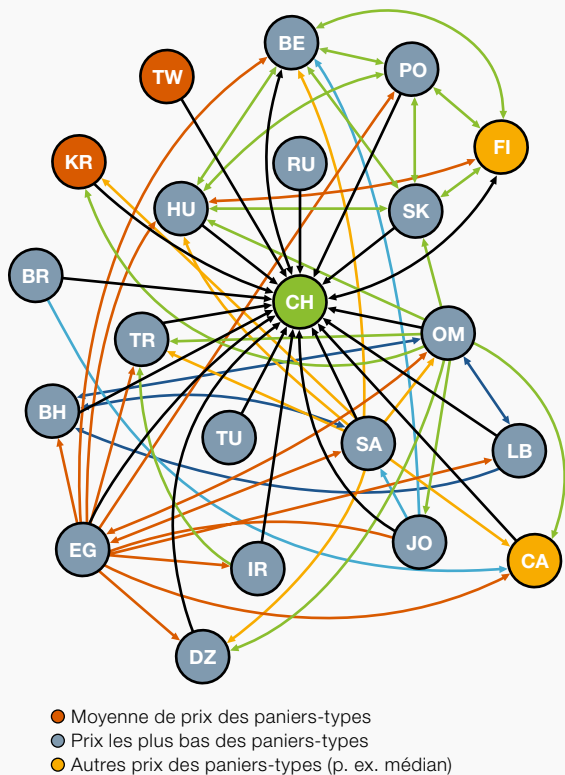 BE
PO
TW
FI
KR
RU
HU
SK
BR
CH
OM
TR
BH
TU
SA
LB
EG
IR
JO
CA
DZ
Moyenne de prix des paniers-types
Prix les plus bas des paniers-types
Autres prix des paniers-types (p. ex. médian)